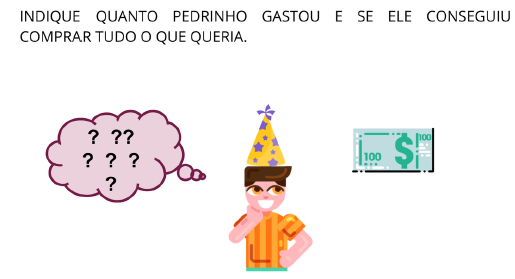 INDIQUE QUANTO PEDRINHO GASTOU E SE ELE CONSEGUIU
COMPRAR TUDO O QUE QUERIA.
? ??
? ? ?
?
100
$
100